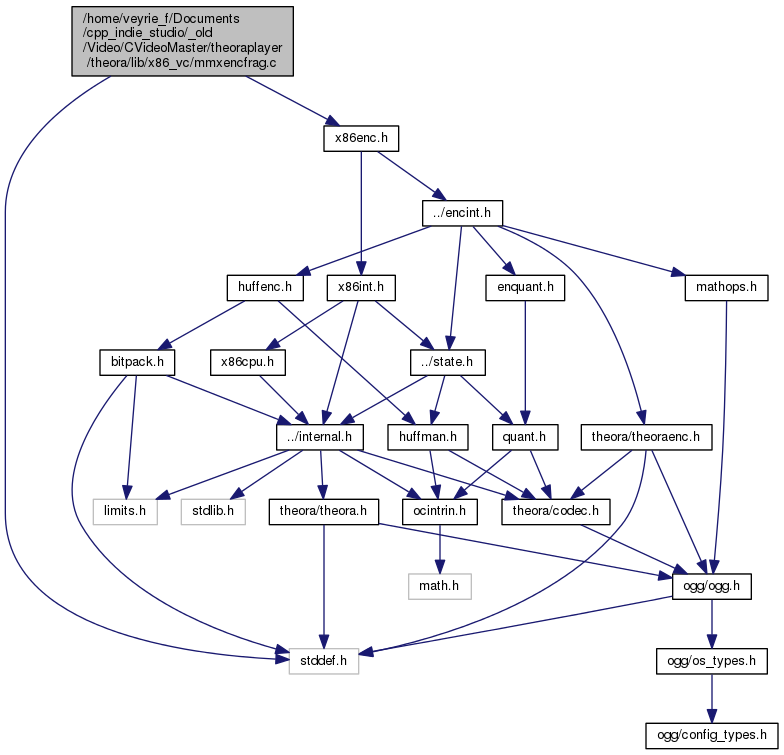 /home/veyrie_f/Documents
/cpp_indie_studio/_old
/Video/CVideoMaster/theoraplayer
/theora/lib/x86_vc/mmxencfrag.c
x86enc.h
../encint.h
huffenc.h
x86int.h
enquant.h
mathops.h
bitpack.h
x86cpu.h
../state.h
../internal.h
huffman.h
quant.h
theora/theoraenc.h
limits.h
stdlib.h
theora/theora.h
ocintrin.h
theora/codec.h
math.h
ogg/ogg.h
stddef.h
ogg/os_types.h
ogg/config_types.h